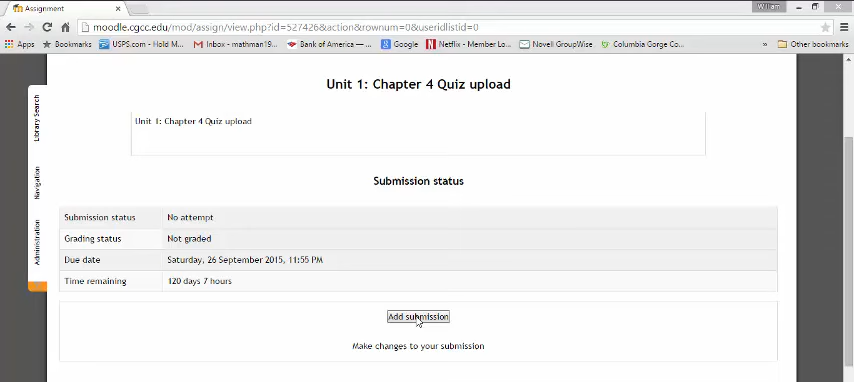 Assignment
William
moodle.cgcc.edu/mod/assign/view.php?id=527426&action&rownum=0&useridlistid=0
Apps Bookmarks USPS.com - Hold M... Inbox - mathman19... Bank of America — ... Google Netflix - Member Lo... Novell GroupWise Columbia Gorge Co... » Other bookmarks
Unit 1: Chapter 4 Quiz upload
Library Search
Navigation
Administration
Unit 1: Chapter 4 Quiz upload
Submission status
Submission status No attempt
Grading status Not graded
Due date Saturday, 26 September 2015, 11:55 PM
Time remaining 120 days 7 hours
Add submission
Make changes to your submission